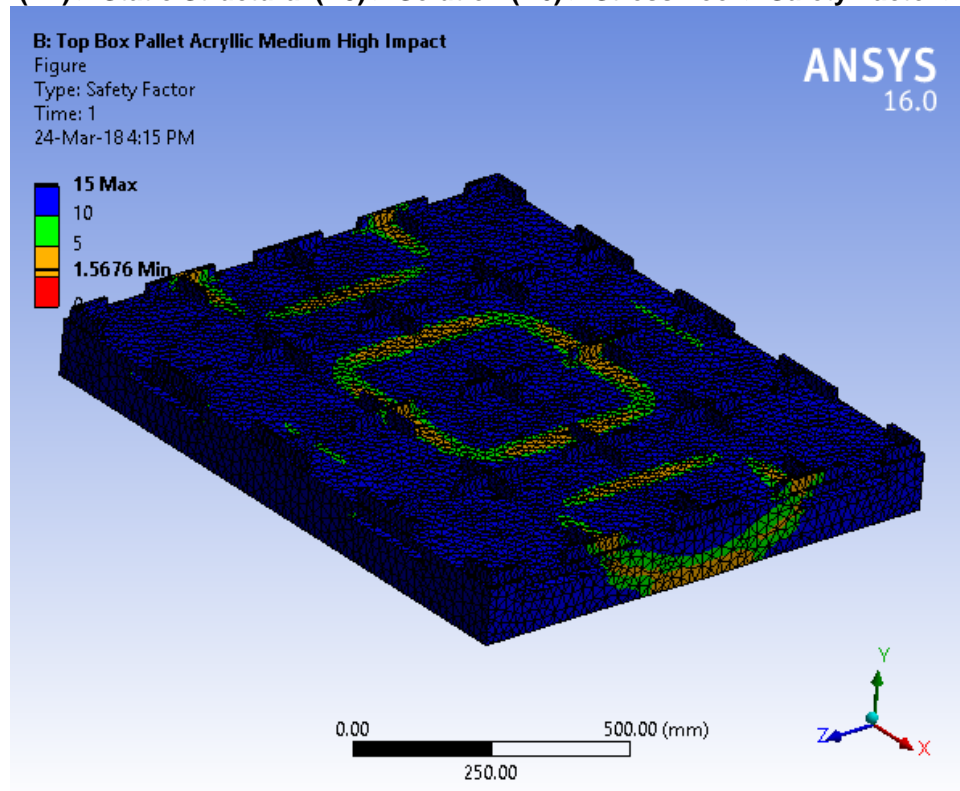 B: Top Box Pallet Acryllic Medium High Impact
Figure
Type: Safety Factor
Time: 1
24-Mar-18 4:15 PM
ANSYS
16.0
15 Max
10
5
1.5676 Min
0
Y
Z
X
0.00
500.00 (mm)
250.00